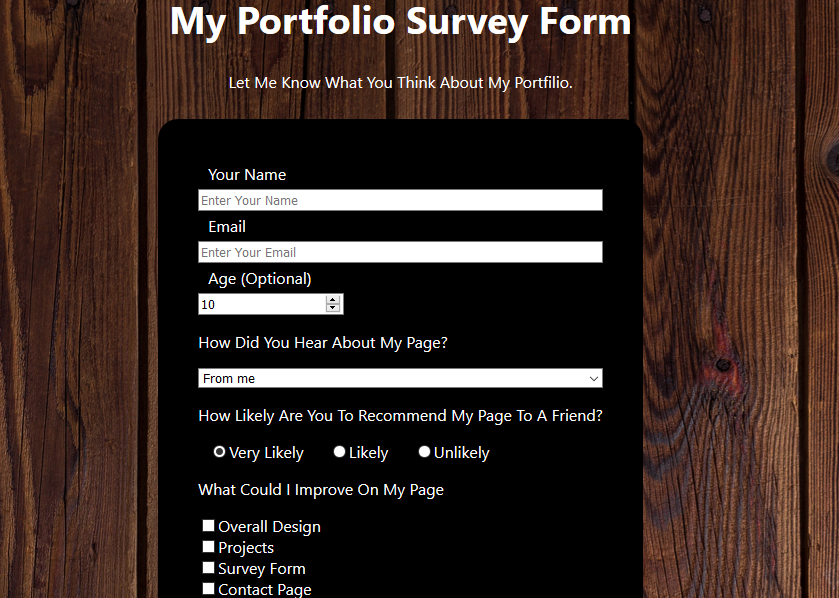 My Portfolio Survey Form
Let Me Know What You Think About My Portfilio.
Your Name
Enter Your Name
Email
Enter Your Email
Age (Optional)
10
How Did You Hear About My Page?
From me
How Likely Are You To Recommend My Page To A Friend?
Very Likely Likely Unlikely
What Could I Improve On My Page
Overall Design
Projects
Survey Form
Contact Page